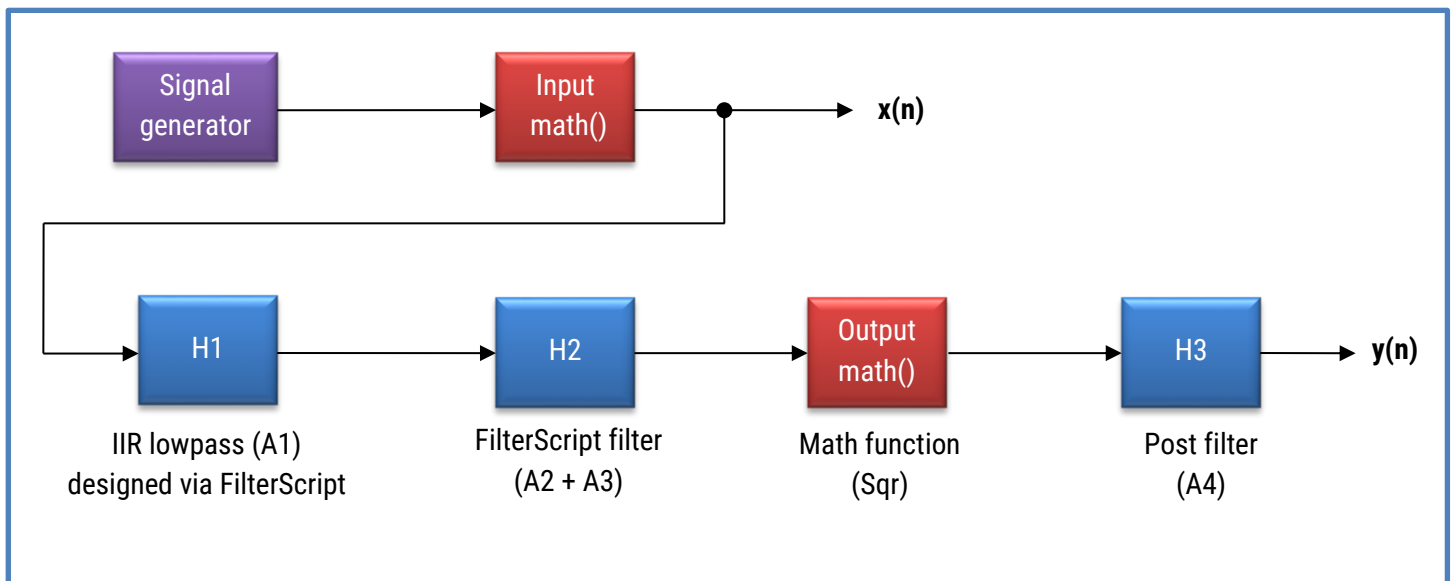 Signal
generator
Input
math()
x(n)
H1
H2
Output
math()
H3
y(n)
IIR lowpass (A1)
designed via FilterScript
FilterScript filter
(A2 + A3)
Math function
(Sqr)
Post filter
(A4)